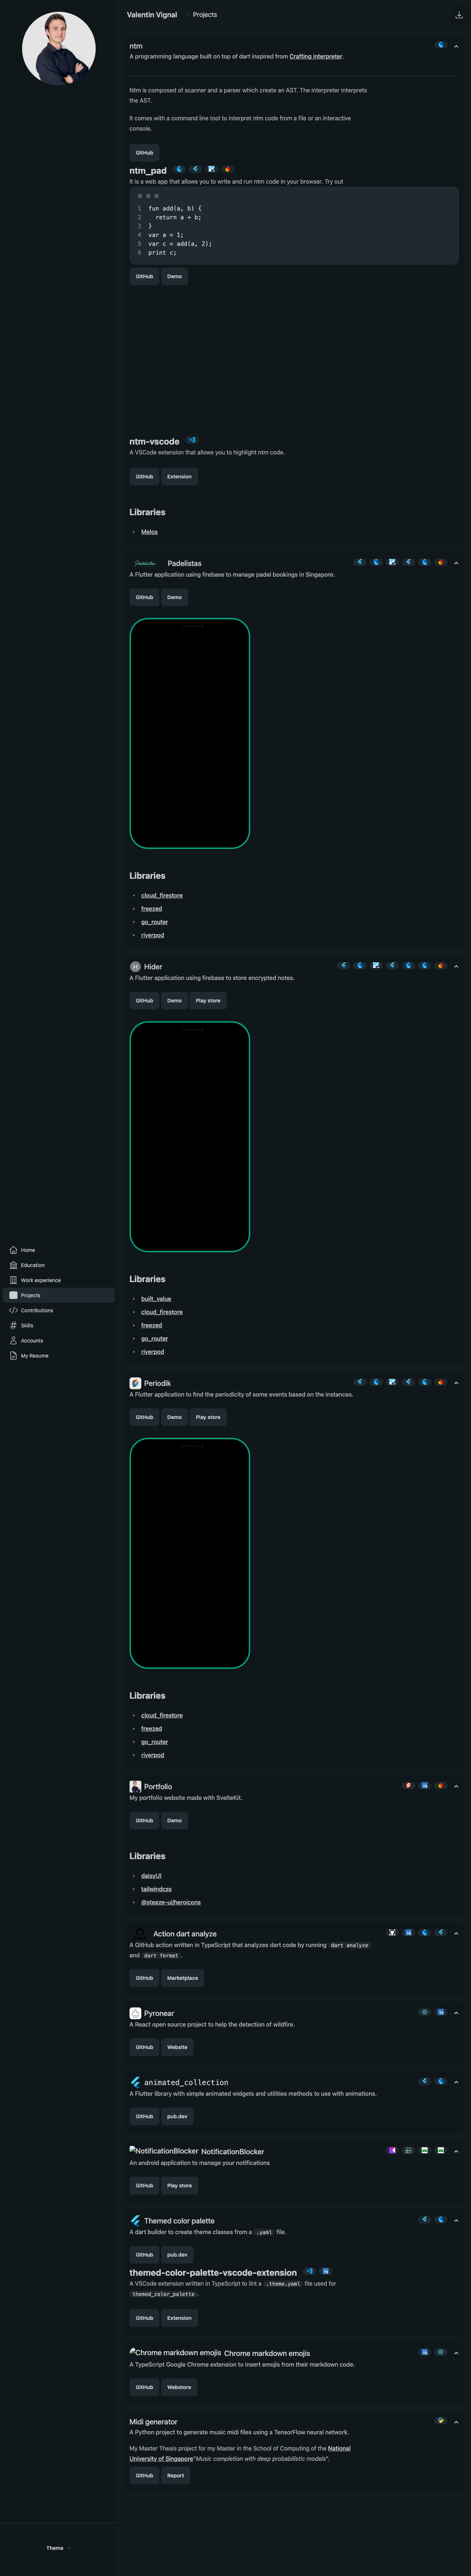 Valentin Vignal
Projects
ntm
A programming language built on top of dart inspired from Crafting interpreter.
Ntm is composed of scanner and a parser which create an AST. The interpreter interprets
the AST.
It comes with a command line tool to interpret ntm code from a file or an interactive
console.
GitHub
ntm_pad
It is a web app that allows you to write and run ntm code in your browser. Try out
1 fun add(a, b) {
2   return a + b;
3 }
4 var a = 1;
5 var c = add(a, 2);
6 print c;
GitHub Demo
ntm-vscode
A VSCode extension that allows you to highlight ntm code.
GitHub Extension
Libraries
Melos
Padelistas Padelistas
A Flutter application using firebase to manage padel bookings in Singapore.
GitHub Demo
Libraries
cloud_firestore
freezed
go_router
riverpod
H Hider
A Flutter application using firebase to store encrypted notes.
GitHub Demo Play store
Libraries
built_value
cloud_firestore
freezed
go_router
riverpod
Home
Education
Work experience
Projects
Contributions
Skills
Accounts
My Resume
Periodik
A Flutter application to find the periodicity of some events based on the instances.
GitHub Demo Play store
Libraries
cloud_firestore
freezed
go_router
riverpod
Portfolio
My portfolio website made with SvelteKit.
GitHub Demo
Libraries
daisyUI
tailwindcss
@steeze-ui/heroicons
Action dart analyze
A GitHub action written in TypeScript that analyzes dart code by running dart analyze
and dart format.
GitHub Marketplace
Pyronear
A React open source project to help the detection of wildfire.
GitHub Website
animated_collection
A Flutter library with simple animated widgets and utilities methods to use with animations.
GitHub pub.dev
NotificationBlocker NotificationBlocker
An android application to manage your notifications
GitHub Play store
Themed color palette
A dart builder to create theme classes from a .yaml file.
GitHub pub.dev
themed-color-palette-vscode-extension
A VSCode extension written in TypeScript to lint a .theme.yaml file used for
themed_color_palette.
GitHub Extension
Chrome markdown emojis Chrome markdown emojis
A TypeScript Google Chrome extension to insert emojis from their markdown code.
GitHub Webstore
Midi generator
A Python project to generate music midi files using a TensorFlow neural network.
My Master Thesis project for my Master in the School of Computing of the National
University of Singapore"Music completion with deep probabilistic models".
GitHub Report
Theme